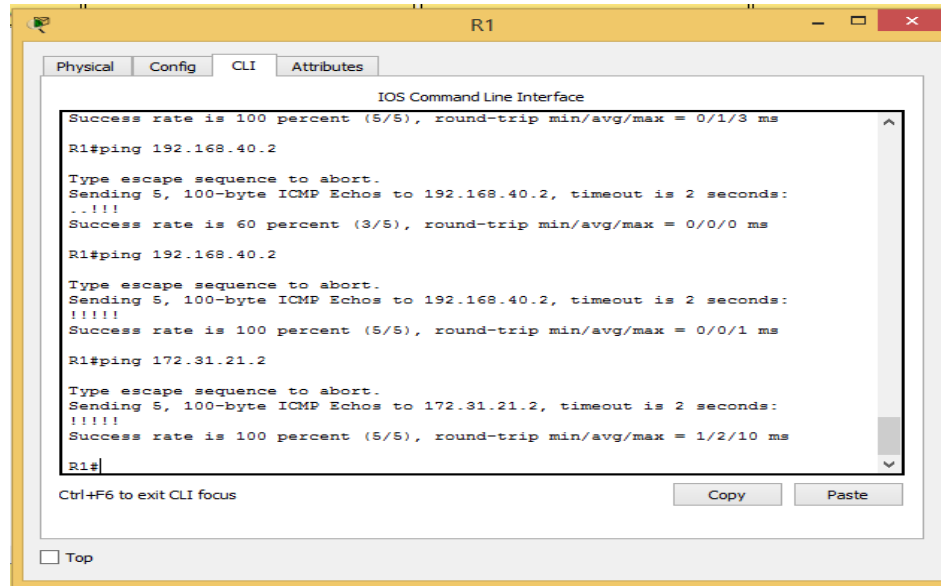 R1
Physical Config CLI Attributes
IOS Command Line Interface
Success rate is 100 percent (5/5), round-trip min/avg/max = 0/1/3 ms
R1#ping 192.168.40.2
Type escape sequence to abort.
Sending 5, 100-byte ICMP Echos to 192.168.40.2, timeout is 2 seconds:
..!!!
Success rate is 60 percent (3/5), round-trip min/avg/max = 0/0/0 ms
R1#ping 192.168.40.2
Type escape sequence to abort.
Sending 5, 100-byte ICMP Echos to 192.168.40.2, timeout is 2 seconds:
!!!!!
Success rate is 100 percent (5/5), round-trip min/avg/max = 0/0/1 ms
R1#ping 172.31.21.2
Type escape sequence to abort.
Sending 5, 100-byte ICMP Echos to 172.31.21.2, timeout is 2 seconds:
!!!!!
Success rate is 100 percent (5/5), round-trip min/avg/max = 1/2/10 ms
R1#
Ctrl+F6 to exit CLI focus Copy Paste
Top